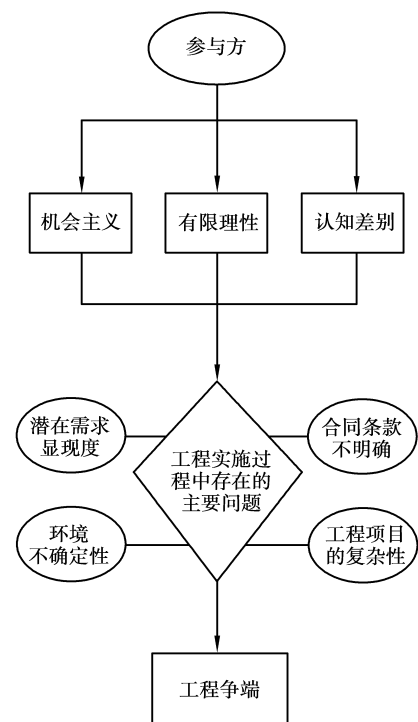 参与方
机会主义
有限理性
认知差别
潜在需求
显现度
合同条款
不明确
工程实施过
程中存在的
主要问题
环境
不确定性
工程项目
的复杂性
工程争端